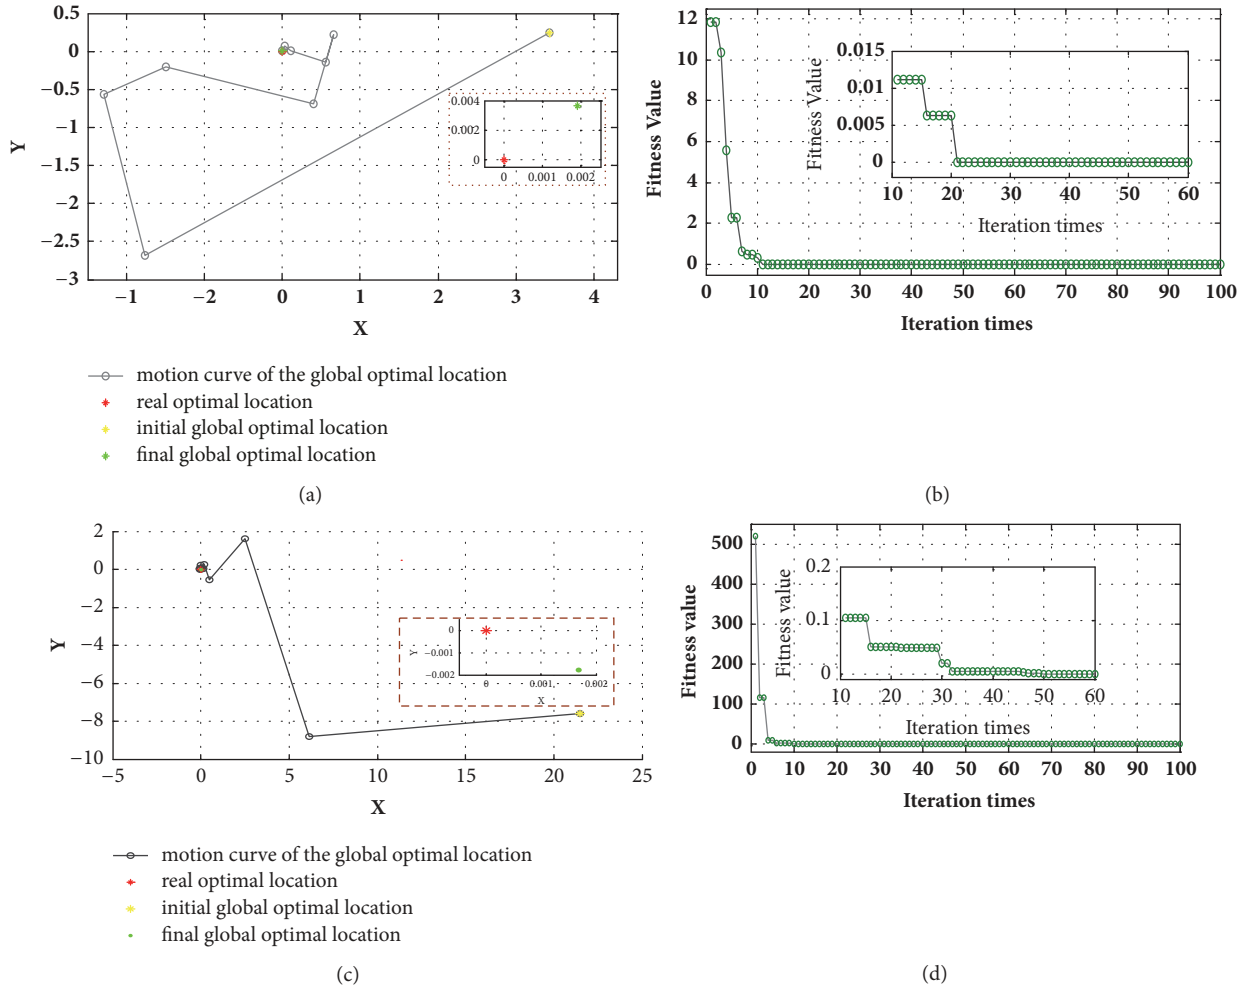 0.5
0
−0.5
−1
−1.5
−2
−2.5
−3
Y
−1 −2 0 1 2 3 4
X
0.004
0.002
0
0 0.001 0.002
motion curve of the global optimal location
real optimal location
initial global optimal location
final global optimal location
(a)
12
10
8
6
4
2
0
Fitness Value
0 10 20 30 40 50 60 70 80 90 100
Iteration times
0.015
0.01
0.005
0
Fitness Value
10 20 30 40 50 60
Iteration times
(b)
2
0
−2
−4
−6
−8
−10
Y
−5 0 5 10 15 20 25
X
0
−0.001
−0.002
Y
0 0.001 0.002
X
motion curve of the global optimal location
real optimal location
initial global optimal location
final global optimal location
(c)
500
400
300
200
100
0
Fitness value
0 10 20 30 40 50 60 70 80 90 100
Iteration times
0.2
0.1
0
Fitness value
10 20 30 40 50 60
Iteration times
(d)